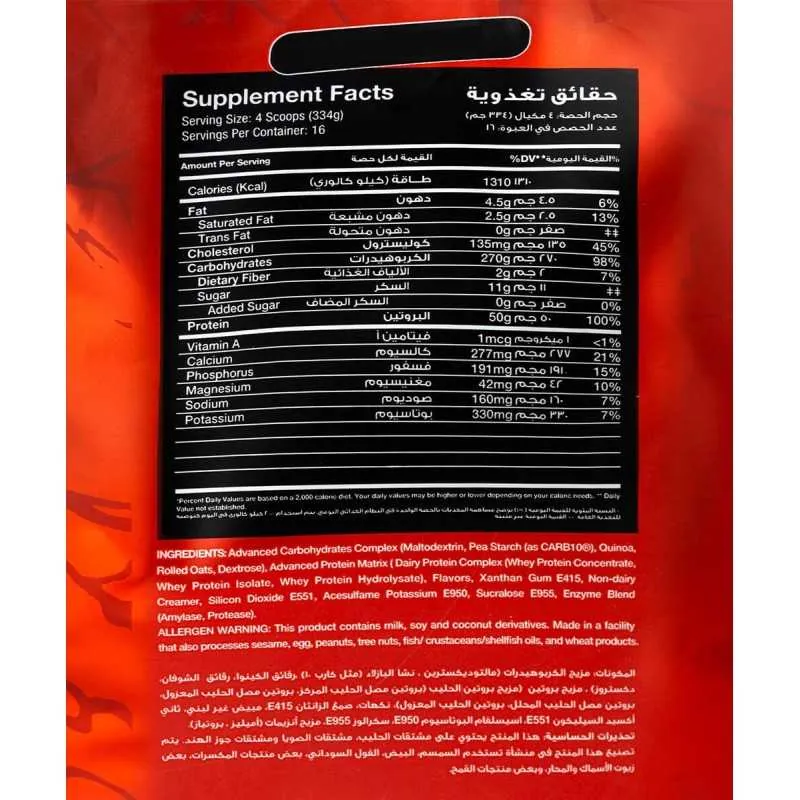 Supplement Facts حقائق تغذوية
Serving Size: 4 Scoops (334g) حجم الحصة: ٤ مكيال (٣٣٤ جم)
Servings Per Container: 16 عدد الحصص في العبوة: ١٦
Amount Per Serving القيمة لكل حصة %DV** القيمة اليومية%
Calories (Kcal) طاقة (كيلو كالوري) 1310 ١٣١٠
Fat دهون 4.5g ٤.٥ جم 6%
Saturated Fat دهون مشبعة 2.5g ٢.٥ جم 13%
Trans Fat دهون متحولة 0g صفر جم ‡‡
Cholesterol كوليسترول 135mg ١٣٥ مجم 45%
Carbohydrates الكربوهيدرات 270g ٢٧٠ جم 98%
Dietary Fiber الألياف الغذائية 2g ٢ جم 7%
Sugar السكر 11g ١١ جم ‡‡
Added Sugar السكر المضاف 0g صفر جم 0%
Protein البروتين 50g ٥٠ جم 100%
Vitamin A فيتامين أ 1mcg ١ ميكروجم <1%
Calcium كالسيوم 277mg ٢٧٧ مجم 21%
Phosphorus فسفور 191mg ١٩١ مجم 15%
Magnesium مغنيسيوم 42mg ٤٢ مجم 10%
Sodium صوديوم 160mg ١٦٠ مجم 7%
Potassium بوتاسيوم 330mg ٣٣٠ مجم 7%
*Percent Daily Values are based on a 2,000 calorie diet. Your daily values may be higher or lower depending on your caloric needs. ** Daily
Value not established.
INGREDIENTS: Advanced Carbohydrates Complex (Maltodextrin, Pea Starch (as CARB10®), Quinoa,
Rolled Oats, Dextrose), Advanced Protein Matrix ( Dairy Protein Complex (Whey Protein Concentrate,
Whey Protein Isolate, Whey Protein Hydrolysate), Flavors, Xanthan Gum E415, Non-dairy
Creamer, Silicon Dioxide E551, Acesulfame Potassium E950, Sucralose E955, Enzyme Blend
(Amylase, Protease).
ALLERGEN WARNING: This product contains milk, soy and coconut derivatives. Made in a facility
that also processes sesame, egg, peanuts, tree nuts, fish/ crustaceans/shellfish oils, and wheat products.
المكونات: مزيج الكربوهيدرات (مالتوديكسترين ، نشا البازلاء (مثل كارب ١٠)، رقائق الكينوا، رقائق الشوفان،
دكستروز) ، مزيج بروتين (مزيج بروتين الحليب (بروتين مصل الحليب المركز، بروتين مصل الحليب المعزول،
بروتين مصل الحليب المحلل، بروتين الحليب المعزول)، نكهات، صمغ الزانثان E415، مبيض غير لبني، ثاني
أكسيد السيليكون E551، اسيسلفام البوتاسيوم E950، سكرالوز E955، مزيج أنزيمات (أميليز ، بروتياز).
تحذيرات الحساسية: هذا المنتج يحتوي على مشتقات الحليب، مشتقات الصويا ومشتقات جوز الهند. يتم
تصنيع هذا المنتج في منشأة تستخدم السمسم، البيض، الفول السوداني، بعض منتجات المكسرات، بعض
زيوت الأسماك والمحار، وبعض منتجات القمح.